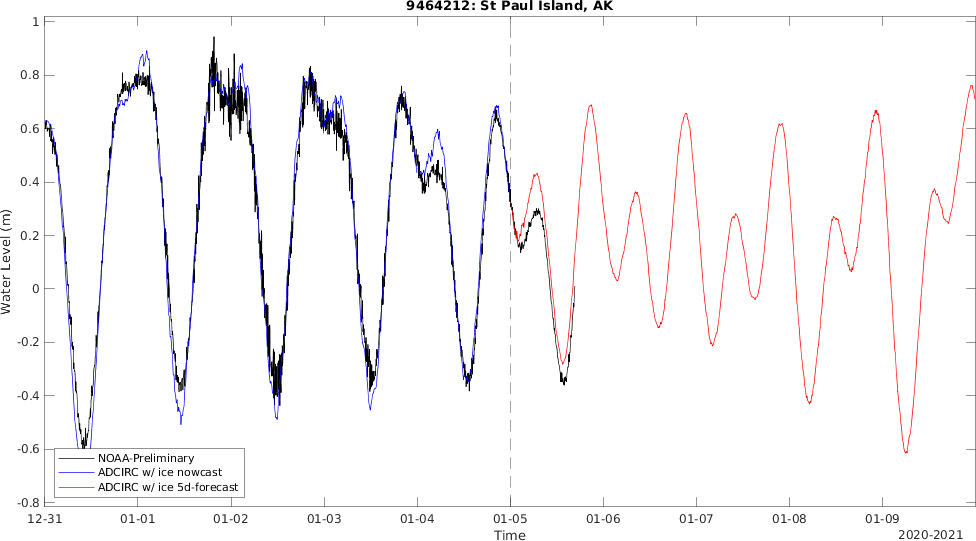 9464212: St Paul Island, AK
1
0.8
0.6
0.4
0.2
0
-0.2
-0.4
-0.6
-0.8
Water Level (m)
NOAA-Preliminary
ADCIRC w/ ice nowcast
ADCIRC w/ ice 5d-forecast
12-31 01-01 01-02 01-03 01-04 01-05 01-06 01-07 01-08 01-09
Time
2020-2021